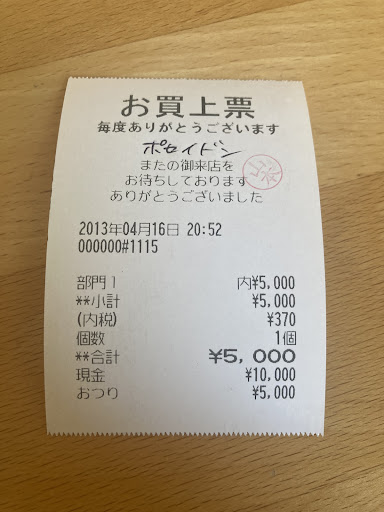 お買上票
毎度ありがとうございます
ポセイドン
またの御来店を
お待ちしております
ありがとうございました
2013年04月16日 20:52
000000#1115
部門1 内¥5,000
**小計 ¥5,000
(内税) ¥370
個数 1個
**合計 ¥5,000
現金 ¥10,000
おつり ¥5,000